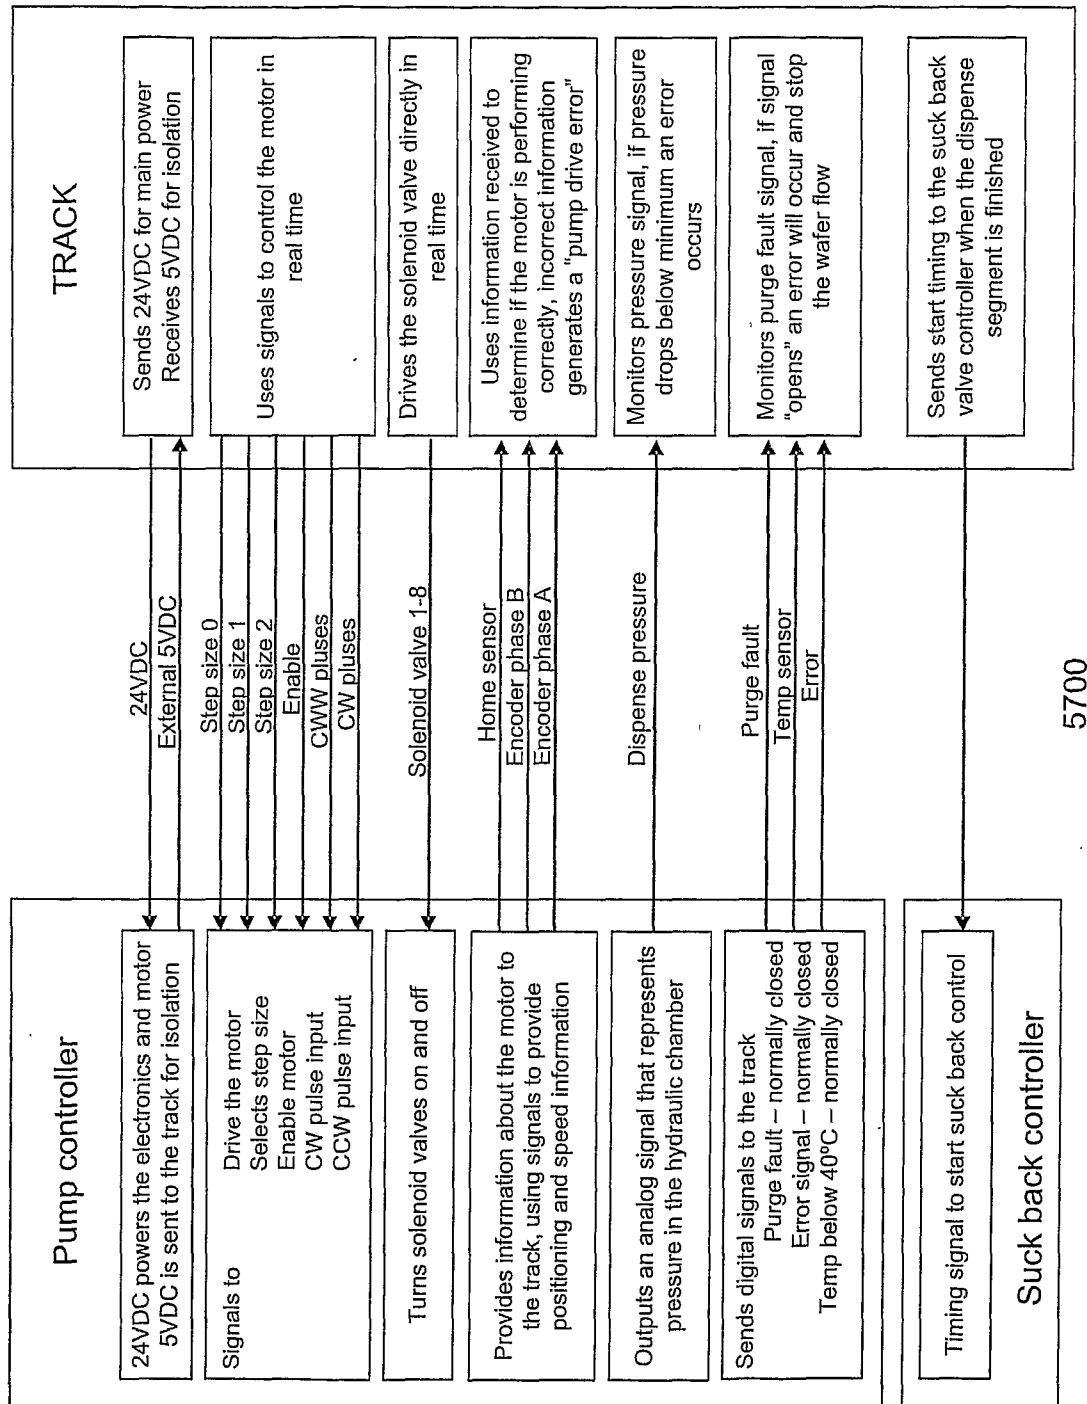 Pump controller
24VDC powers the electronics and motor
5VDC is sent to the track for isolation
Signals to
Drive the motor
Selects step size
Enable motor
CW pulse input
CCW pulse input
Turns solenoid valves on and off
Provides information about the motor to
the track, using signals to provide
positioning and speed information
Outputs an analog signal that represents
pressure in the hydraulic chamber
Sends digital signals to the track
Purge fault – normally closed
Error signal – normally closed
Temp below 40ºC – normally closed
Timing signal to start suck back control
Suck back controller
24VDC
External 5VDC
Step size 0
Step size 1
Step size 2
Enable
CWW pluses
CW pluses
Solenoid valve 1-8
Home sensor
Encoder phase B
Encoder phase A
Dispense pressure
Purge fault
Temp sensor
Error
TRACK
Sends 24VDC for main power
Receives 5VDC for isolation
Uses signals to control the motor in
real time
Drives the solenoid valve directly in
real time
Uses information received to
determine if the motor is performing
correctly, incorrect information
generates a "pump drive error"
Monitors pressure signal, if pressure
drops below minimum an error
occurs
Monitors purge fault signal, if signal
"opens" an error will occur and stop
the wafer flow
Sends start timing to the suck back
valve controller when the dispense
segment is finished
5700